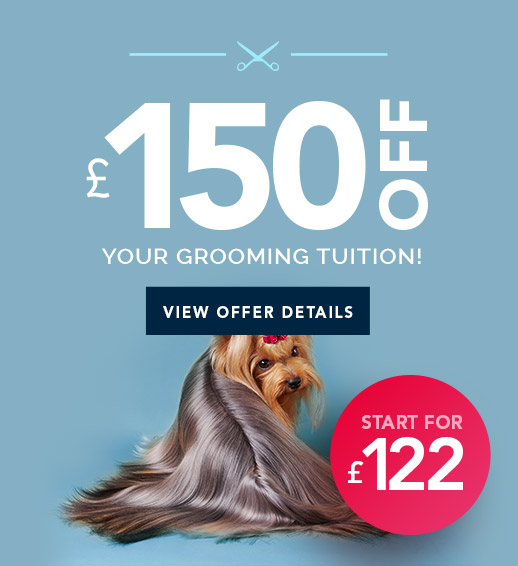 £150 OFF
YOUR GROOMING TUITION!
VIEW OFFER DETAILS
START FOR
£122